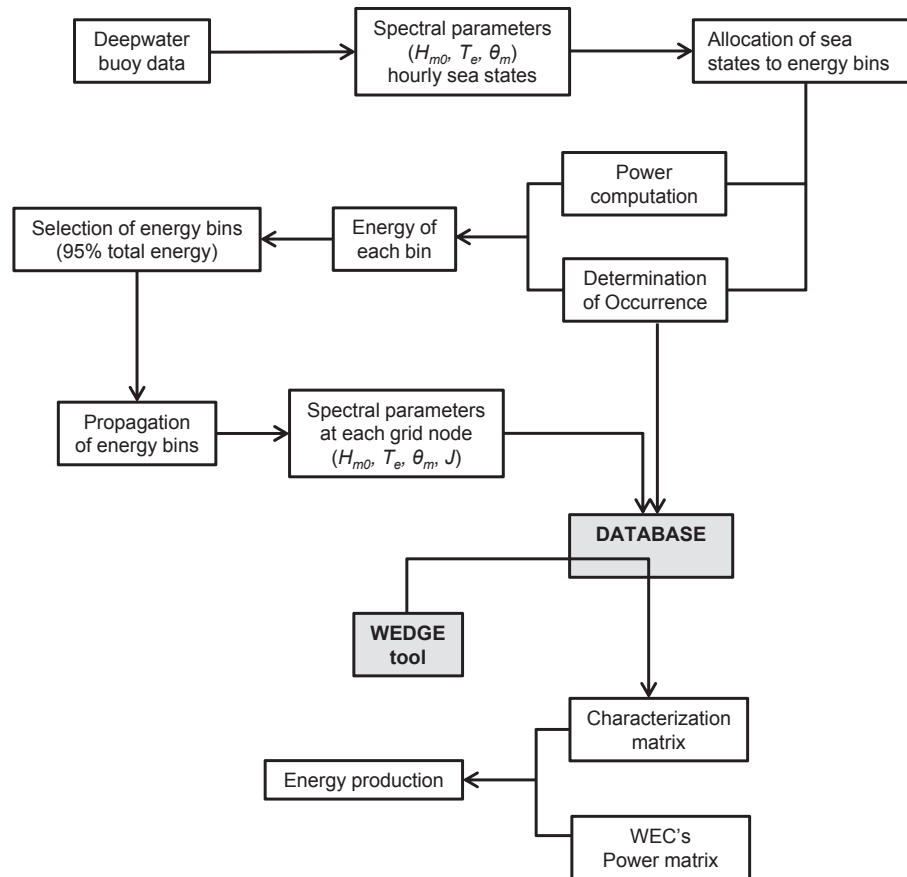 Deepwater
buoy data
Spectral parameters
(Hm0, Te, θm)
hourly sea states
Allocation of sea
states to energy bins
Power
computation
Selection of energy bins
(95% total energy)
Energy of
each bin
Determination
of Occurrence
Propagation
of energy bins
Spectral parameters
at each grid node
(Hm0, Te, θm, J)
DATABASE
WEDGE
tool
Characterization
matrix
Energy production
WEC's
Power matrix